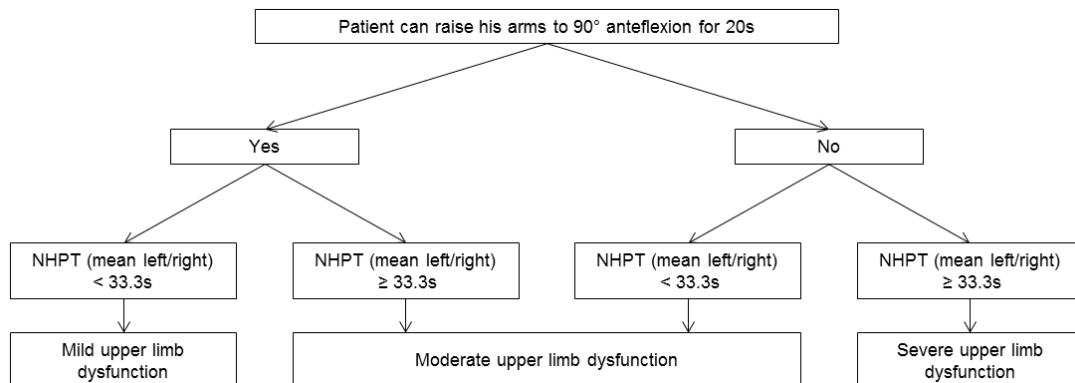 Patient can raise his arms to 90° anteflexion for 20s
Yes
No
NHPT (mean left/right)
< 33.3s
NHPT (mean left/right)
≥ 33.3s
NHPT (mean left/right)
< 33.3s
NHPT (mean left/right)
≥ 33.3s
Mild upper limb
dysfunction
Moderate upper limb dysfunction
Severe upper limb
dysfunction